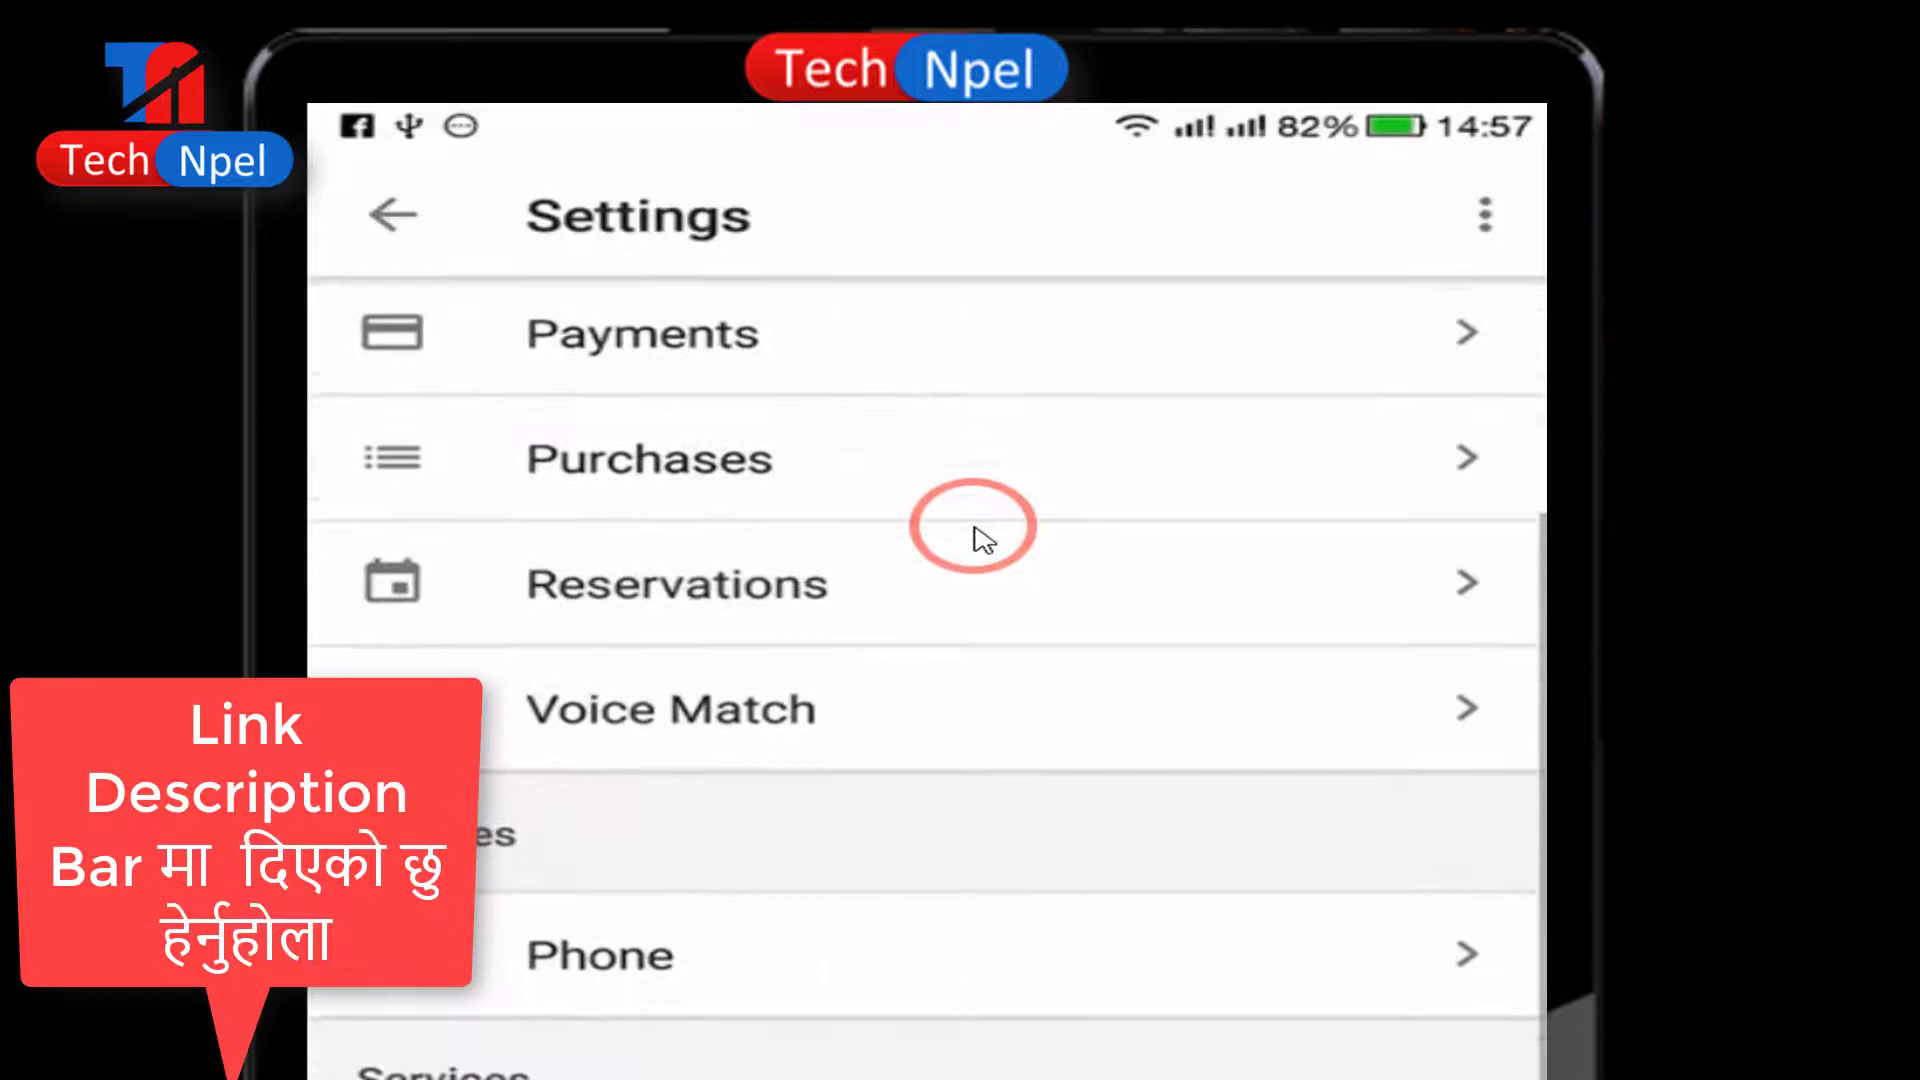 Tech Npel
Tech Npel
82% 14:57
Settings
Payments
Purchases
Reservations
Voice Match
es
Phone
Services
Link
Description
Bar मा दिएको छु
हेर्नुहोला